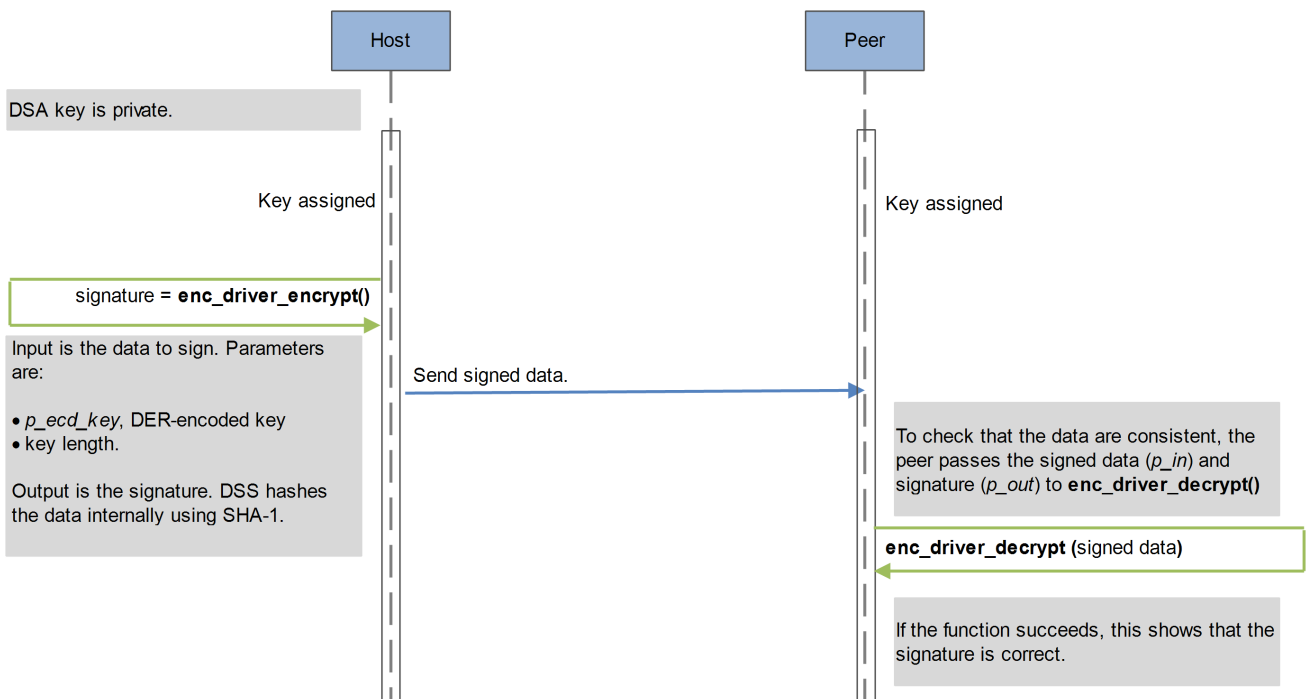 Host
Peer
DSA key is private.
Key assigned
Key assigned
signature = enc_driver_encrypt()
Input is the data to sign. Parameters
are:
• p_ecd_key, DER-encoded key
• key length.
Output is the signature. DSS hashes
the data internally using SHA-1.
Send signed data.
To check that the data are consistent, the
peer passes the signed data (p_in) and
signature (p_out) to enc_driver_decrypt()
enc_driver_decrypt (signed data)
If the function succeeds, this shows that the
signature is correct.